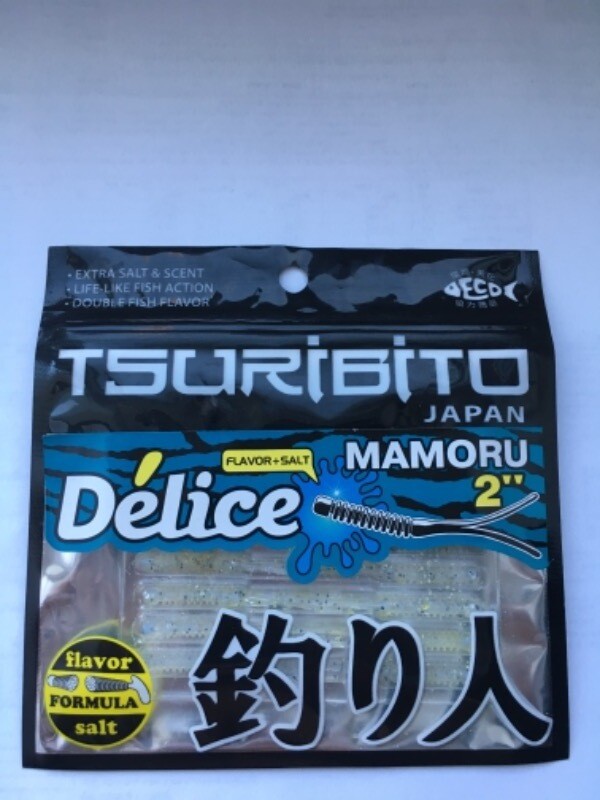 • EXTRA SALT & SCENT
• LIFE-LIKE FISH ACTION
• DOUBLE FISH FLAVOR
TSURIBITO
JAPAN
FLAVOR+SALT
MAMORU
2"
Délice
flavor
FORMULA
salt
釣り人